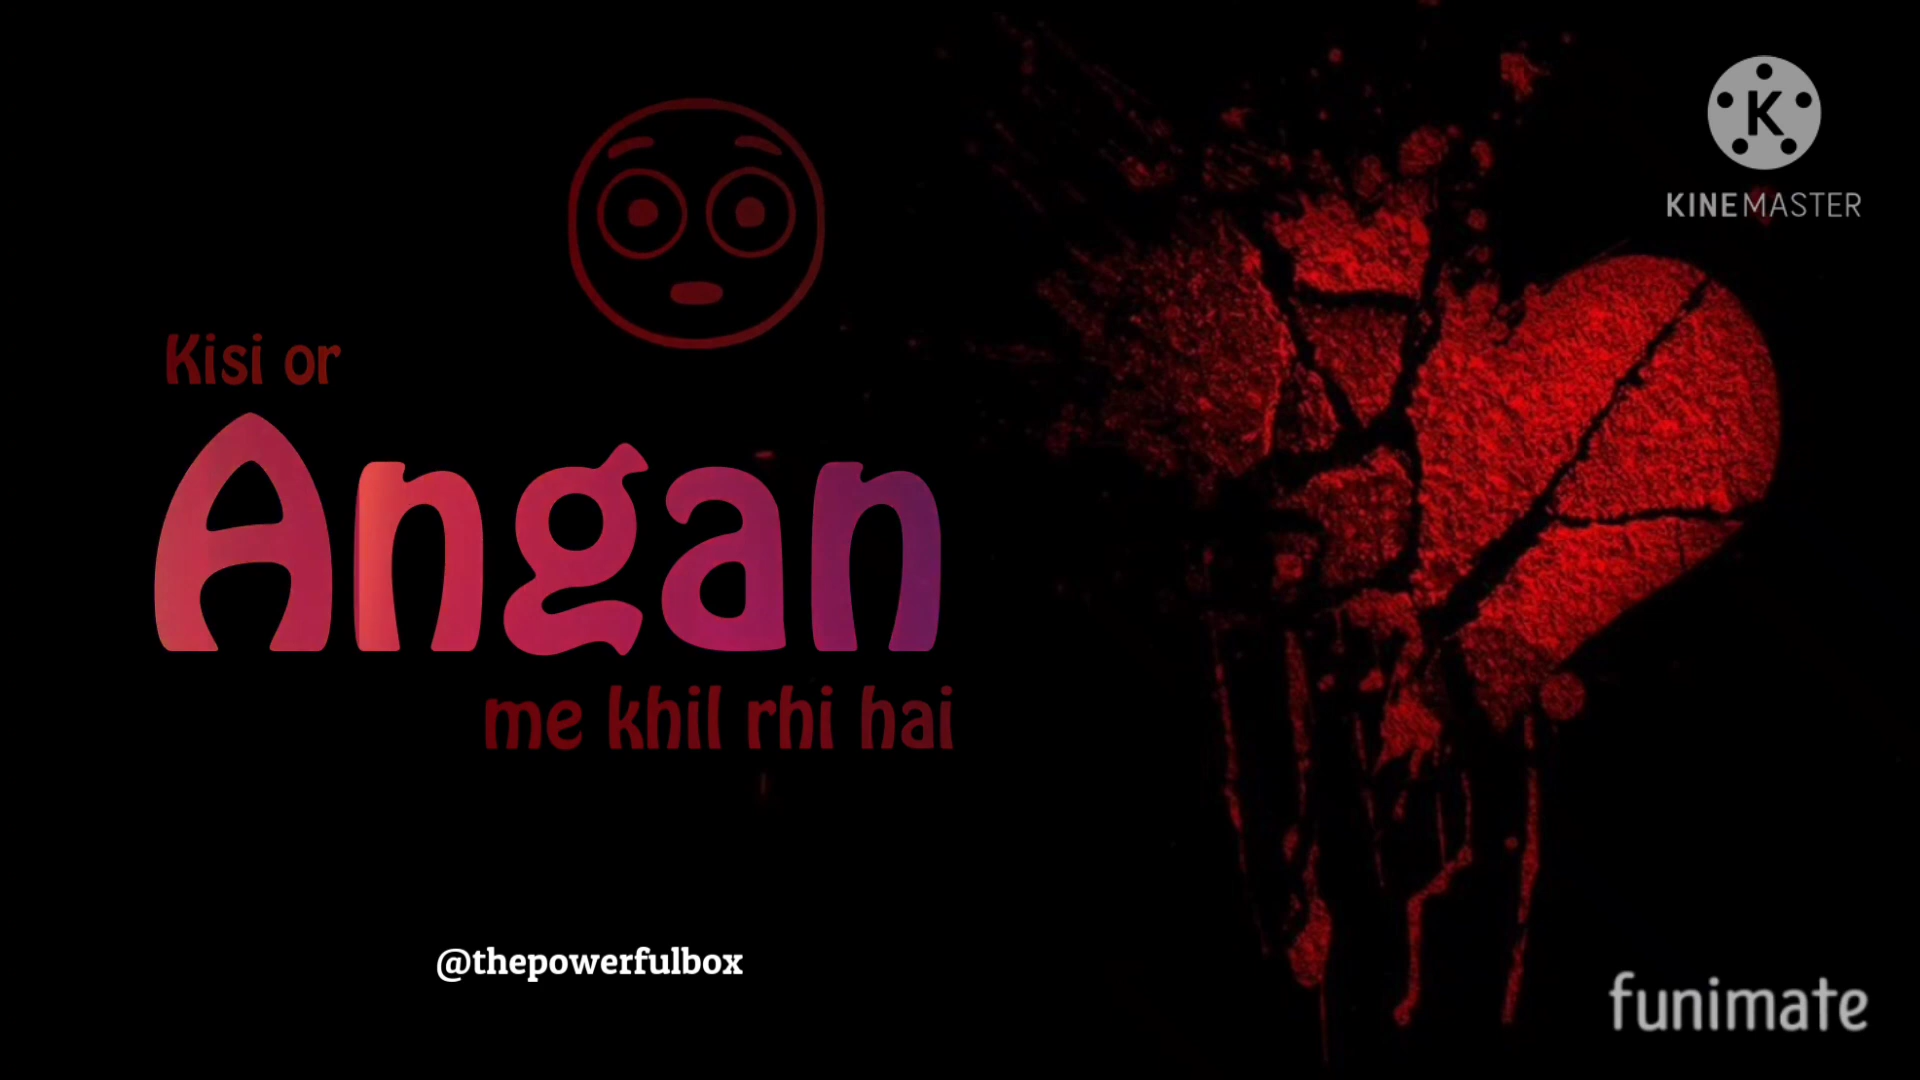 K
KINEMASTER
Kisi or
Angan
me khil rhi hai
@thepowerfulbox
funimate